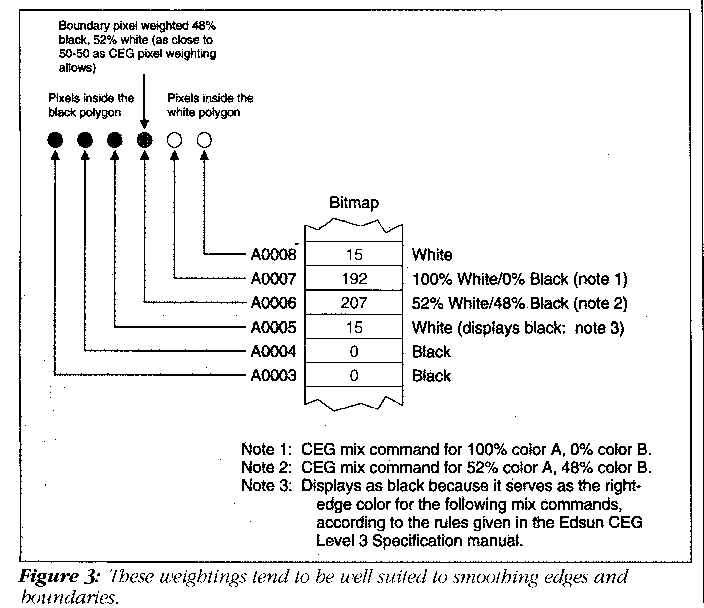 Boundary pixel weighted 48%
black, 52% white (as close to
50-50 as CEG pixel weighting
allows)
Pixels inside the
black polygon
Pixels inside the
white polygon
Bitmap
A0008 15 White
A0007 192 100% White/0% Black (note 1)
A0006 207 52% White/48% Black (note 2)
A0005 15 White (displays black: note 3)
A0004 0 Black
A0003 0 Black
Note 1: CEG mix command for 100% color A, 0% color B.
Note 2: CEG mix command for 52% color A, 48% color B.
Note 3: Displays as black because it serves as the right-
edge color for the following mix commands,
according to the rules given in the Edsun CEG
Level 3 Specification manual.
Figure 3: These weightings tend to be well suited to smoothing edges and
boundaries.